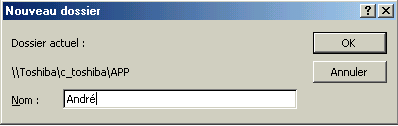 Nouveau dossier
Dossier actuel :
OK
\\Toshiba\c_toshiba\APP
Annuler
Nom : André